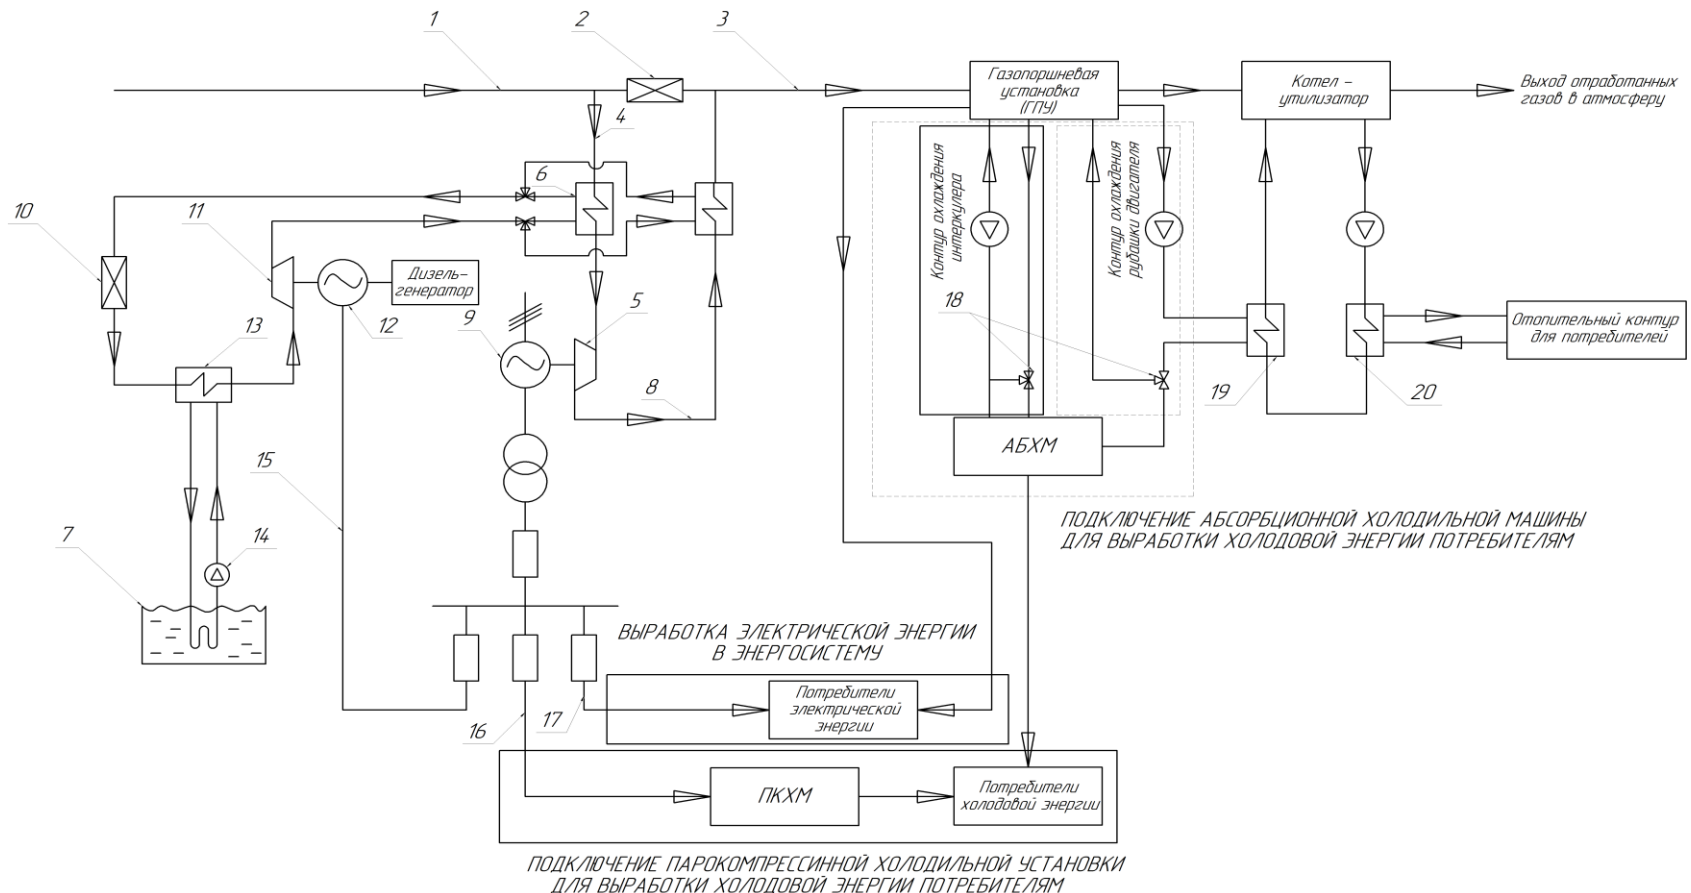 1
2
3
Газопоршневая
установка
(ГПУ)
Котел -
утилизатор
Выход отработанных
газов в атмосферу
4
Контур охлаждения
интеркулера
Контур охлаждения
рубашки двигателя
6
10
11
Дизель-
генератор
12
9
5
18
13
Отопительный контур
для потребителей
19
20
8
АБХМ
15
7
14
ПОДКЛЮЧЕНИЕ АБСОРБЦИОННОЙ ХОЛОДИЛЬНОЙ МАШИНЫ
ДЛЯ ВЫРАБОТКИ ХОЛОДОВОЙ ЭНЕРГИИ ПОТРЕБИТЕЛЯМ
ВЫРАБОТКА ЭЛЕКТРИЧЕСКОЙ ЭНЕРГИИ
В ЭНЕРГОСИСТЕМУ
16
17
Потребители
электрической
энергии
ПКХМ
Потребители
холодовой энергии
ПОДКЛЮЧЕНИЕ ПАРОКОМПРЕССИННОЙ ХОЛОДИЛЬНОЙ УСТАНОВКИ
ДЛЯ ВЫРАБОТКИ ХОЛОДОВОЙ ЭНЕРГИИ ПОТРЕБИТЕЛЯМ